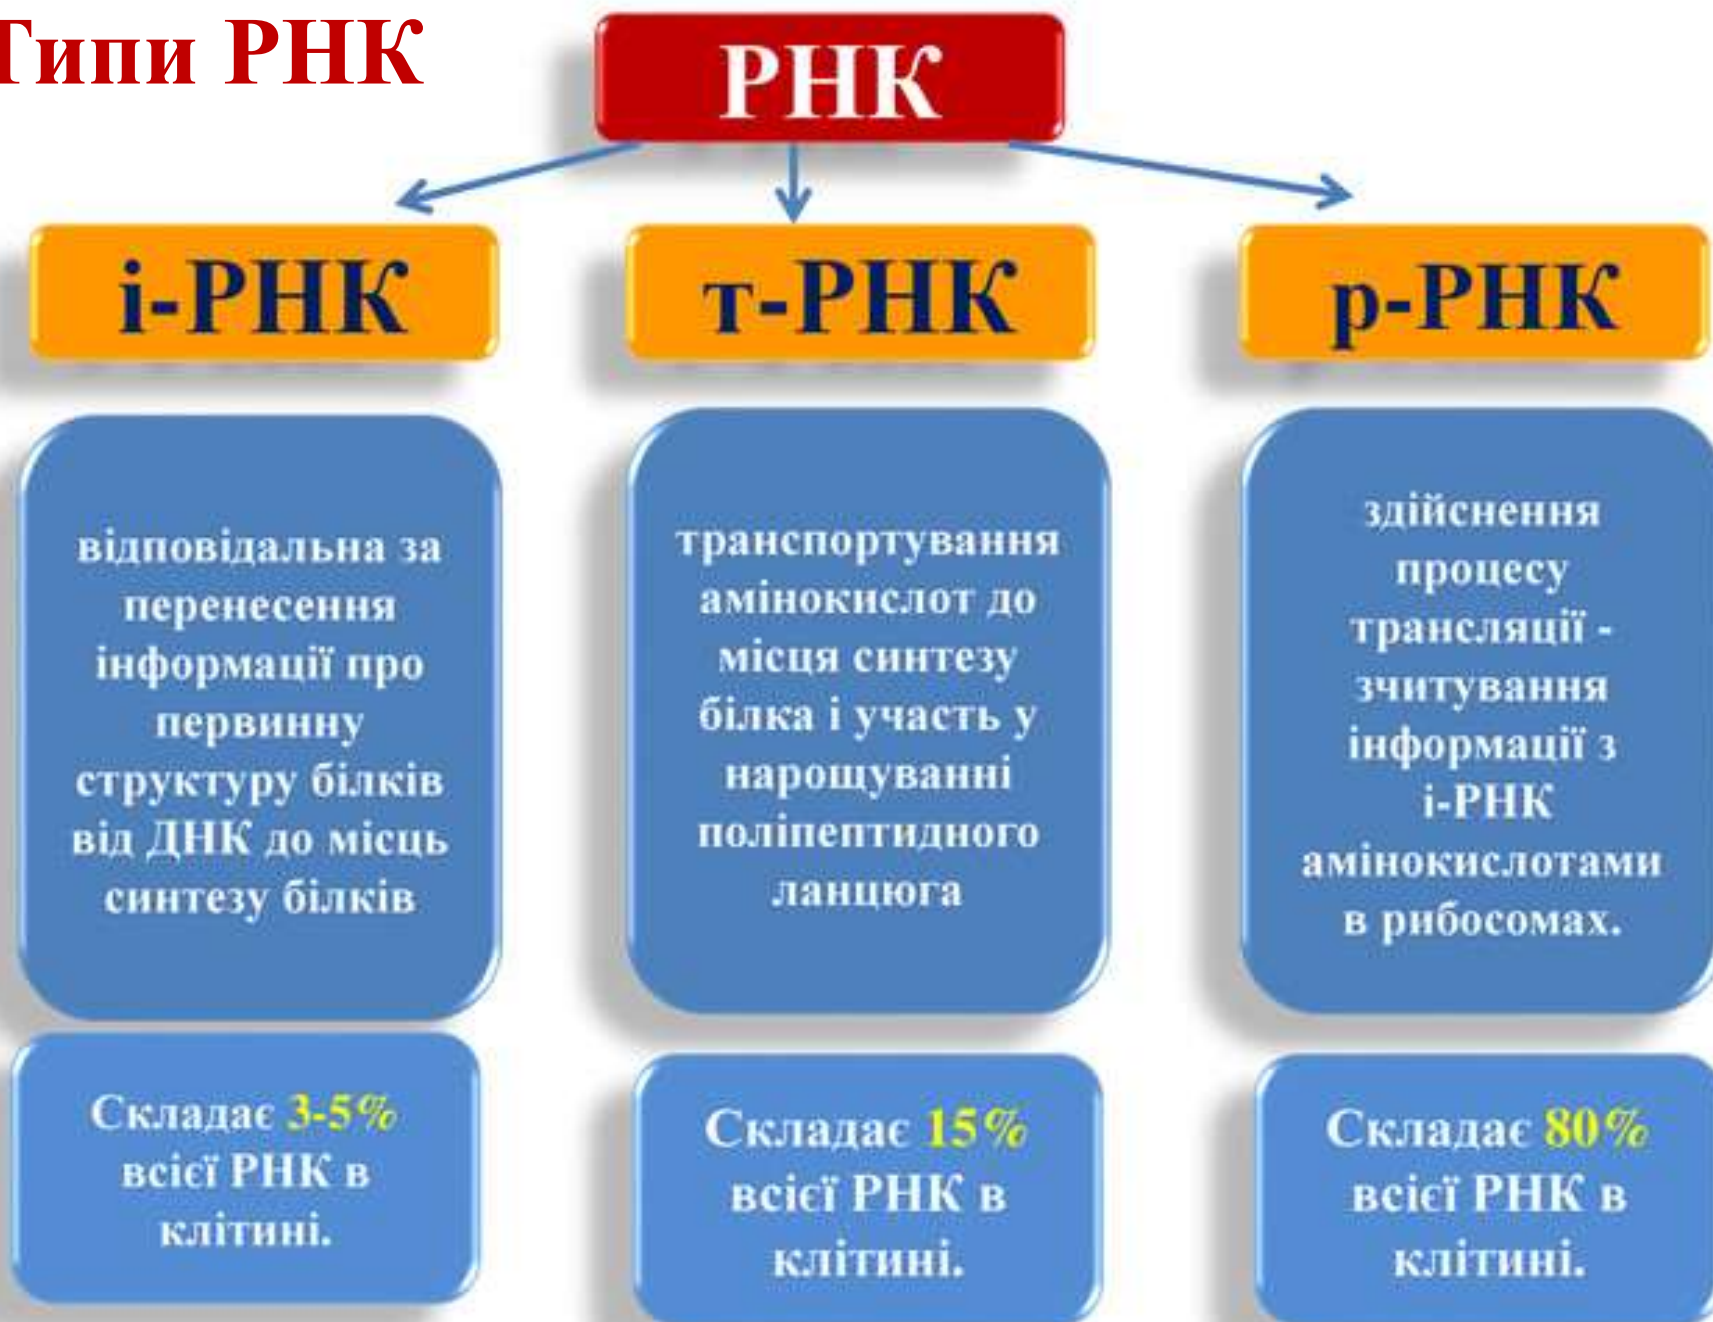 Типи РНК
РНК
і-РНК
т-РНК
р-РНК
відповідальна за
перенесення
інформації про
первинну
структуру білків
від ДНК до місць
синтезу білків
транспортування
амінокислот до
місця синтезу
білка і участь у
нарощуванні
поліпептидного
ланцюга
здійснення
процесу
трансляції -
зчитування
інформації з
і-РНК
амінокислотами
в рибосомах.
Складає 3-5%
всієї РНК в
клітині.
Складає 15%
всієї РНК в
клітині.
Складає 80%
всієї РНК в
клітині.